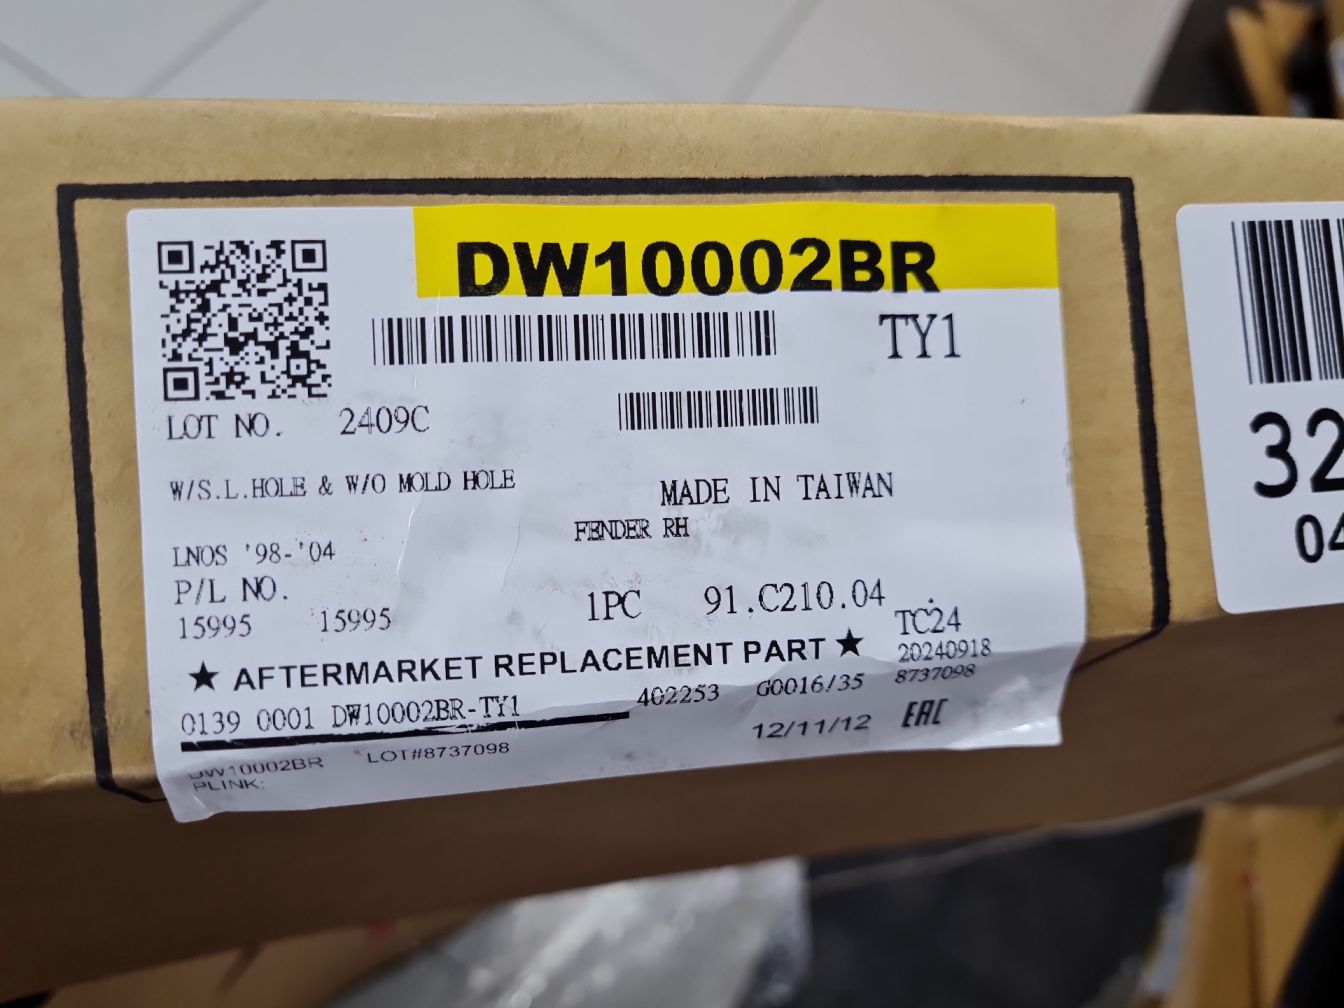 DW10002BR
TY1
LOT NO. 2409C
W/S.L.HOLE & W/O MOLD HOLE
MADE IN TAIWAN
FENDER RH
LNOS '98-'04
P/L NO.
15995 15995
1PC 91.C210.04
TC24
★ AFTERMARKET REPLACEMENT PART ★
20240918
0139 0001 DW10002BR-TY1
402253 G0016/35 8737098
12/11/12 EAC
DW10002BR LOT#8737098
PLINK:
32
04